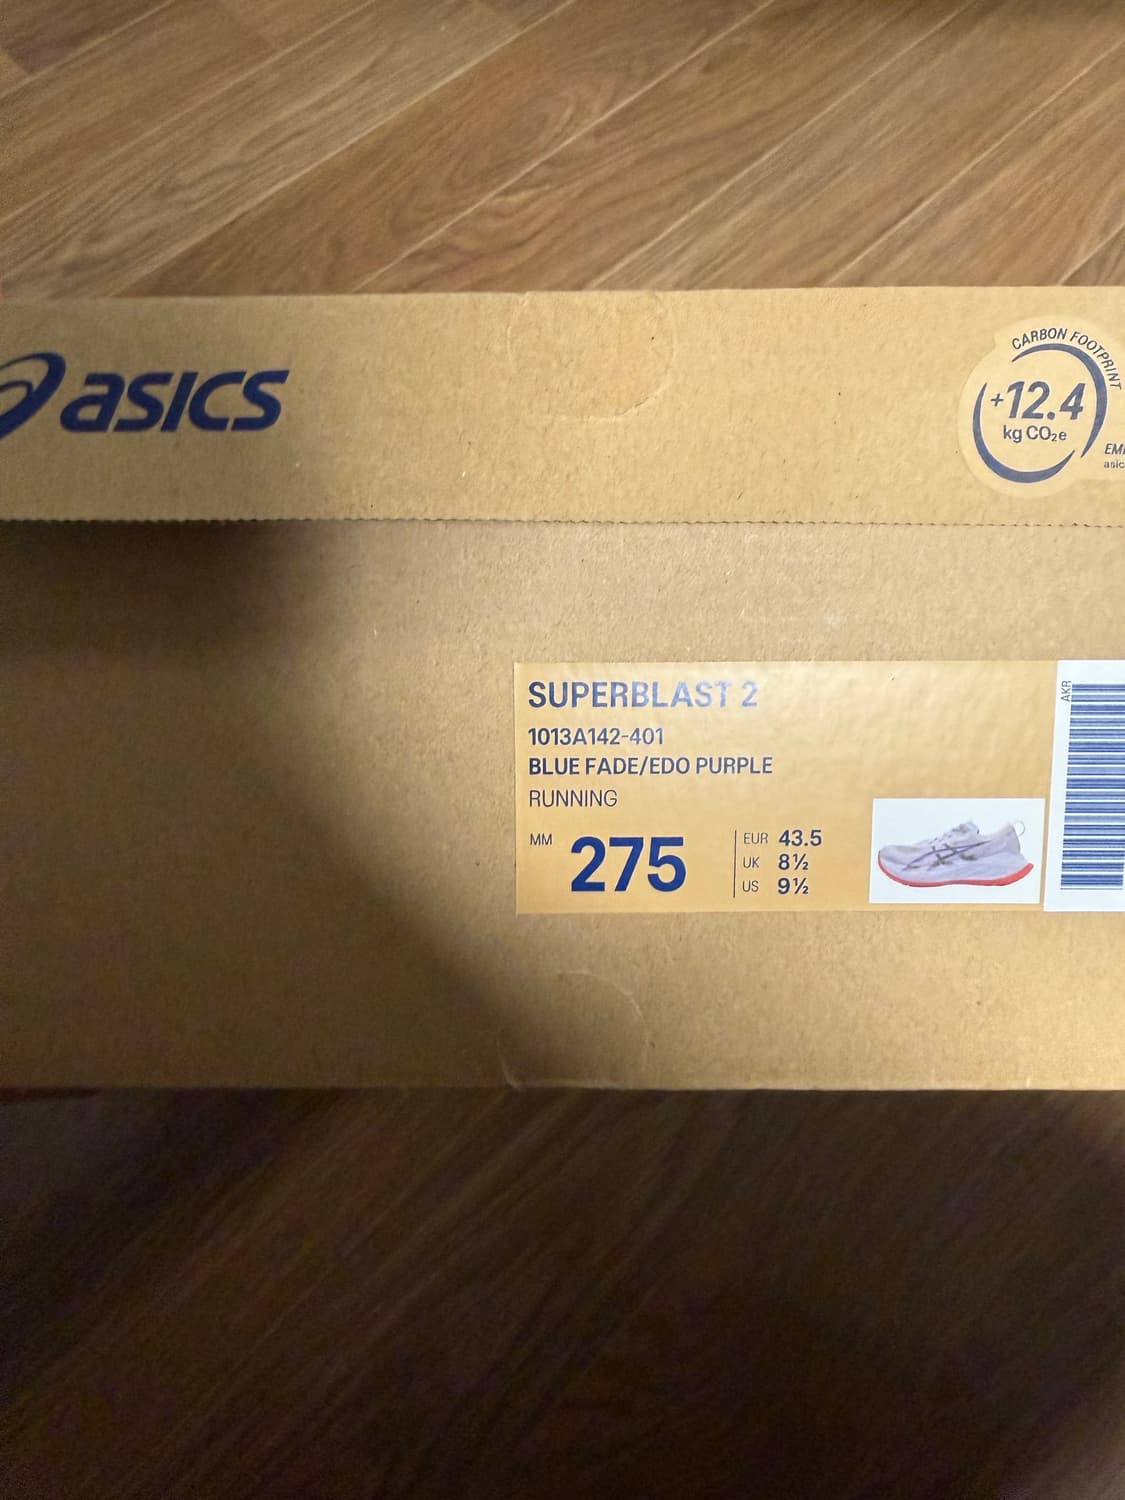 asics
CARBON FOOTPRINT
+12.4
kg CO₂e
SUPERBLAST 2
1013A142-401
BLUE FADE/EDO PURPLE
RUNNING
MM 275
EUR 43.5
UK 8½
US 9½
AKR